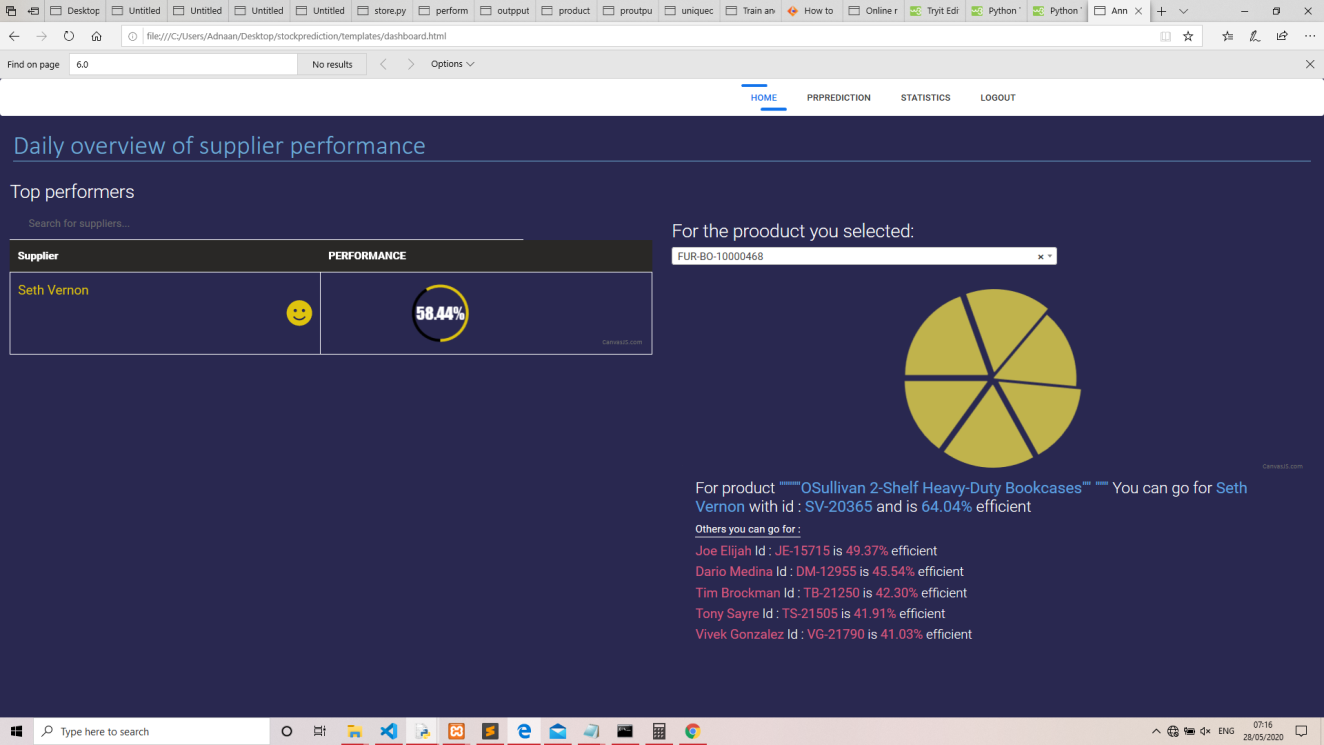 Desktop
Untitled
Untitled
Untitled
Untitled
store.py
perform
outpput
product
proutpu
uniquec
Train and
How to
Online r
Tryit Edi
Python
Python
Ann
file:///C:/Users/Adnaan/Desktop/stockprediction/templates/dashboard.html
Find on page
6.0
No results
Options
HOME
PRPREDICTION
STATISTICS
LOGOUT
Daily overview of supplier performance
Top performers
Search for suppliers...
Supplier
PERFORMANCE
Seth Vernon
58.44%
CanvasJS.com
For the prooduct you selected:
FUR-BO-10000468
× 
CanvasJS.com
For product """""OSullivan 2-Shelf Heavy-Duty Bookcases"" """ You can go for Seth
Vernon with id : SV-20365 and is 64.04% efficient
Others you can go for :
Joe Elijah Id : JE-15715 is 49.37% efficient
Dario Medina Id : DM-12955 is 45.54% efficient
Tim Brockman Id : TB-21250 is 42.30% efficient
Tony Sayre Id : TS-21505 is 41.91% efficient
Vivek Gonzalez Id : VG-21790 is 41.03% efficient
Type here to search
ENG
07:16
28/05/2020